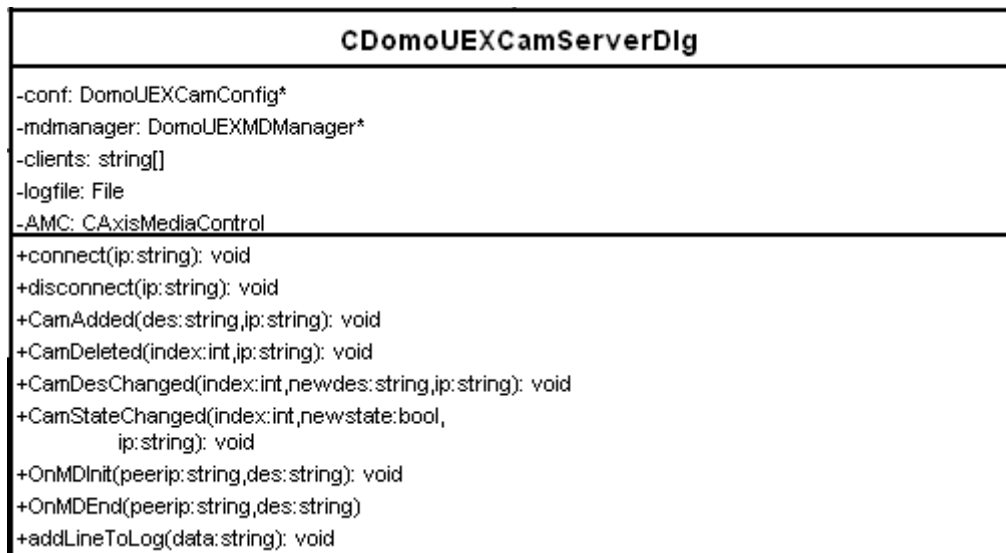 CDomoUEXCamServerDlg
-conf: DomoUEXCamConfig*
-mdmanager: DomoUEXMDManager*
-clients: string[]
-logfile: File
-AMC: CAxisMediaControl
+connect(ip:string): void
+disconnect(ip:string): void
+CamAdded(des:string,ip:string): void
+CamDeleted(index:int,ip:string): void
+CamDesChanged(index:int,newdes:string,ip:string): void
+CamStateChanged(index:int,newstate:bool,
ip:string): void
+OnMDInit(peerip:string,des:string): void
+OnMDEnd(peerip:string,des:string)
+addLineToLog(data:string): void